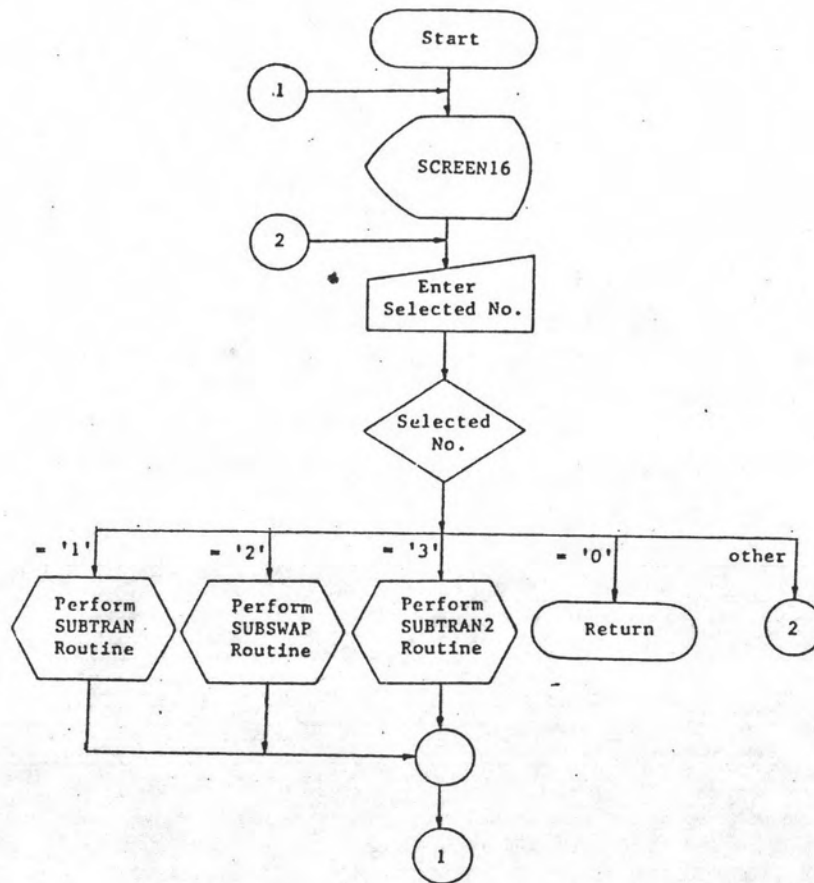 Start
1
SCREEN16
2
Enter
Selected No.
Selected
No.
= '1'
= '2'
= '3'
= '0'
other
Perform
SUBTRAN
Routine
Perform
SUBSWAP
Routine
Perform
SUBTRAN2
Routine
Return
2
1